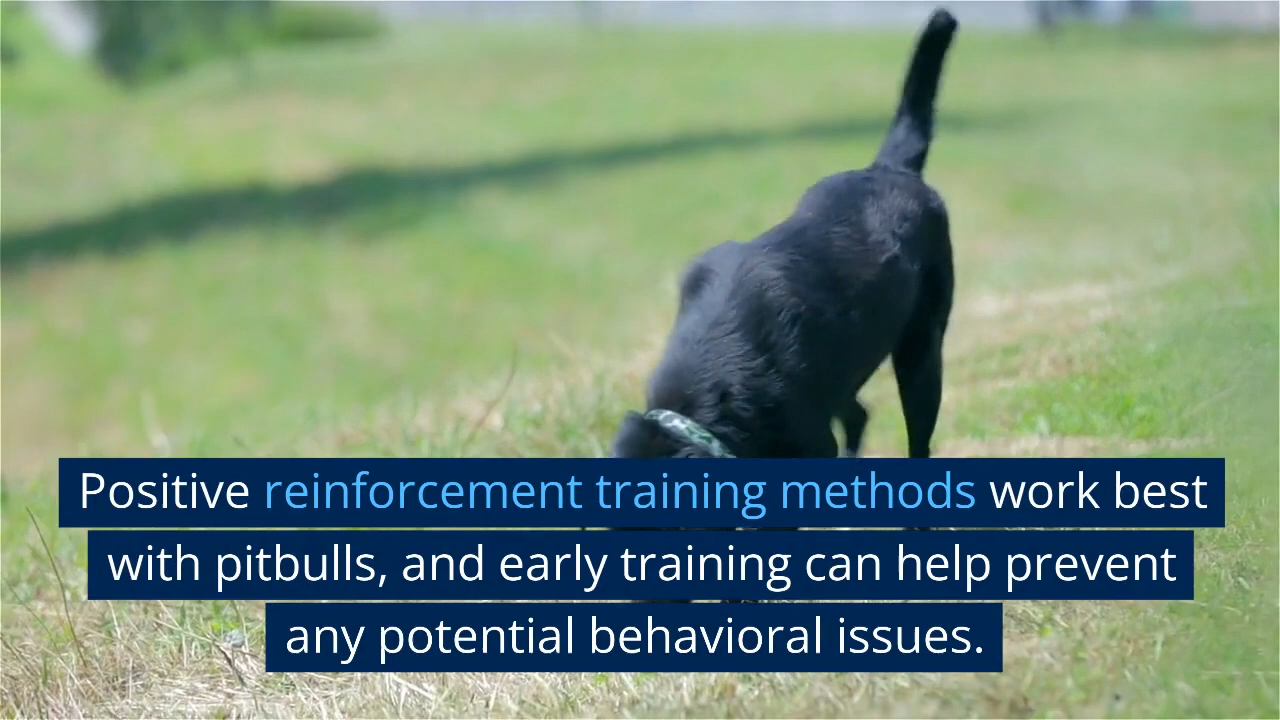 Positive reinforcement training methods work best
with pitbulls, and early training can help prevent
any potential behavioral issues.